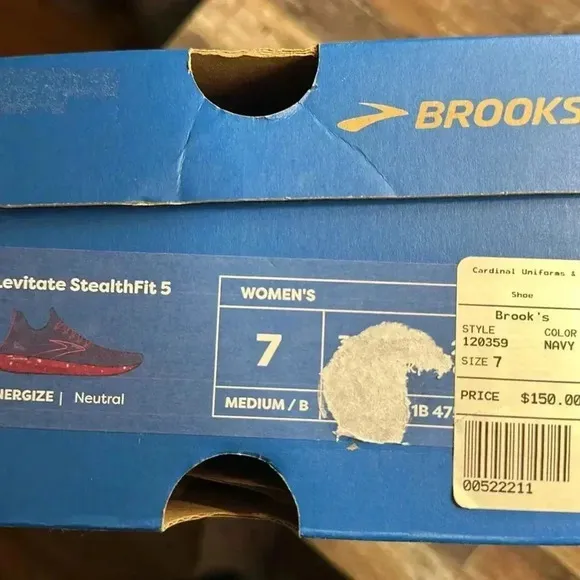 BROOKS
Levitate StealthFit 5
WOMEN'S
7
MEDIUM / B
1B 47
NERGIZE | Neutral
Cardinal Uniforms &
Shoe
Brook's
STYLE COLOR
120359 NAVY
SIZE 7
PRICE $150.00
00522211